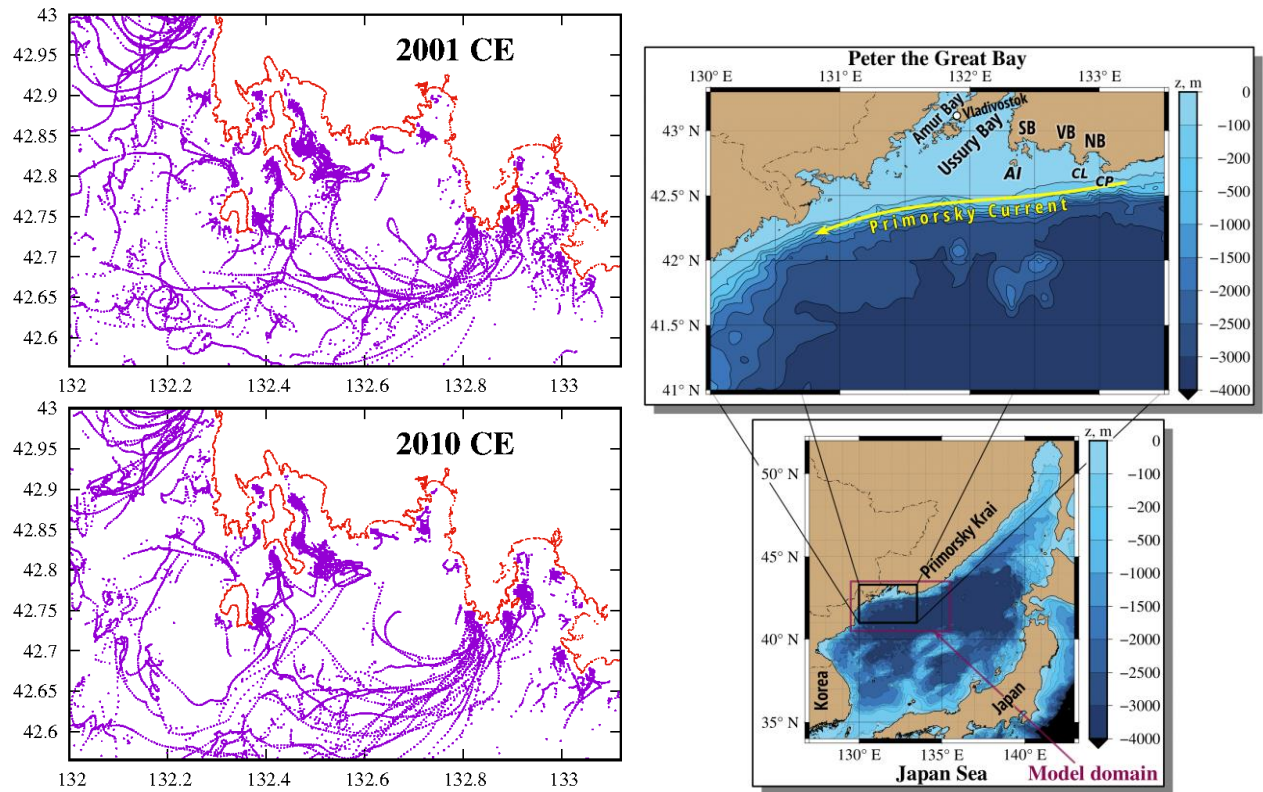 43
42.95
42.9
42.85
42.8
42.75
42.7
42.65
42.6
2001 CE
132
132.2
132.4
132.6
132.8
133
43
42.95
42.9
42.85
42.8
42.75
42.7
42.65
42.6
2010 CE
132
132.2
132.4
132.6
132.8
133
Peter the Great Bay
130° E
131° E
132° E
133° E
z, m
43° N
42.5° N
42° N
41.5° N
41° N
Amur Bay
Vladivostok
Ussury Bay
SB
VB
NB
AI
CL
CP
Primorsky Current
0
−100
−200
−500
−1000
−1500
−2000
−3000
−4000
z, m
50° N
45° N
40° N
35° N
Primorsky Krai
Korea
Japan
130° E
135° E
140° E
0
−100
−200
−500
−1000
−1500
−2000
−3000
−4000
Japan Sea
Model domain